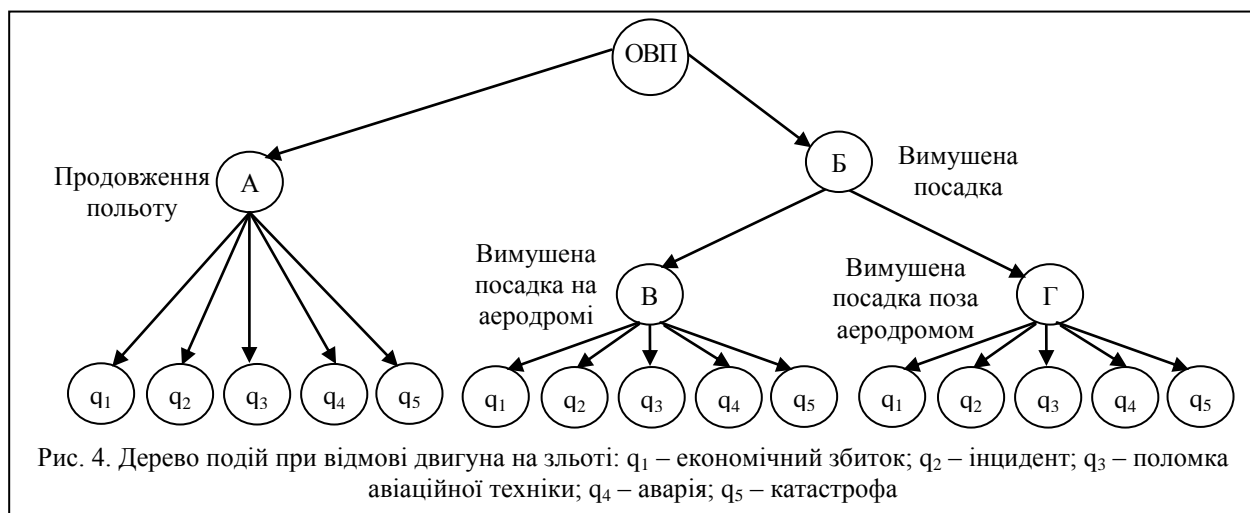 ОВП
Б
Вимушена
посадка
Продовження
польоту
А
Вимушена
посадка на
аеродромі
В
Вимушена
посадка поза
аеродромом
Г
q₁ q₂ q₃ q₄ q₅ q₁ q₂ q₃ q₄ q₅ q₁ q₂ q₃ q₄ q₅
Рис. 4. Дерево подій при відмові двигуна на зльоті: q₁ – економічний збиток; q₂ – інцидент; q₃ – поломка
авіаційної техніки; q₄ – аварія; q₅ – катастрофа